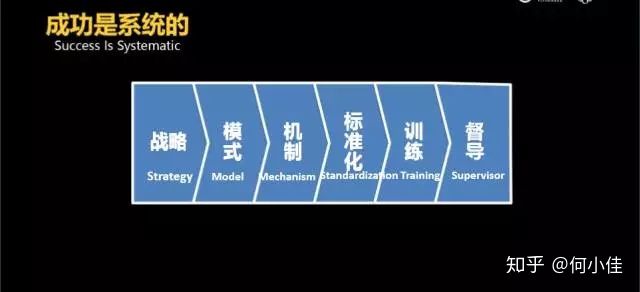 成功是系统的
Success Is Systematic
战略
Strategy
模式
Model
机制
Mechanism
标准化
Standardization
训练
Training
督导
Supervisor
知乎 @何小佳